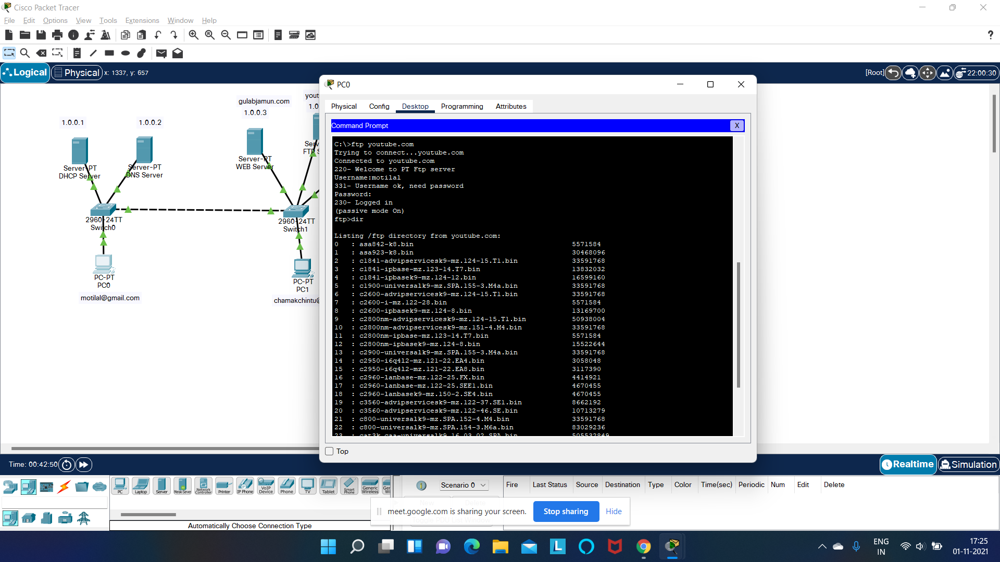 Cisco Packet Tracer
File Edit Options View Tools Extensions Window Help
Logical Physical x: 1337, y: 657
[Root] 22:00:30
gulabjamun.com
1.0.0.3
yout
1.0
1.0.0.1
1.0.0.2
Server-PT
DHCP Server
Server-PT
DNS Server
Server-PT
WEB Server
Serv
FTP S
2960-24TT
Switch0
2960-24TT
Switch1
PC-PT
PC0
motilal@gmail.com
PC-PT
PC1
chamakchintu@
PC0
Physical Config Desktop Programming Attributes
Command Prompt X
C:\>ftp youtube.com
Trying to connect...youtube.com
Connected to youtube.com
220- Welcome to PT Ftp server
Username:motilal
331- Username ok, need password
Password:
230- Logged in
(passive mode On)
ftp>dir
Listing /ftp directory from youtube.com:
0 : asa842-k8.bin 5571584
1 : asa923-k8.bin 30468096
2 : c1841-advipservicesk9-mz.124-15.T1.bin 33591768
3 : c1841-ipbase-mz.123-14.T7.bin 13832032
4 : c1841-ipbasek9-mz.124-12.bin 16599160
5 : c1900-universalk9-mz.SPA.155-3.M4a.bin 33591768
6 : c2600-advipservicesk9-mz.124-15.T1.bin 33591768
7 : c2600-i-mz.122-28.bin 5571584
8 : c2600-ipbasek9-mz.124-8.bin 13169700
9 : c2800nm-advipservicesk9-mz.124-15.T1.bin 50938004
10 : c2800nm-advipservicesk9-mz.151-4.M4.bin 33591768
11 : c2800nm-ipbase-mz.123-14.T7.bin 5571584
12 : c2800nm-ipbasek9-mz.124-8.bin 15522644
13 : c2900-universalk9-mz.SPA.155-3.M4a.bin 33591768
14 : c2950-i6q4l2-mz.121-22.EA4.bin 3058048
15 : c2950-i6q4l2-mz.121-22.EA8.bin 3117390
16 : c2960-lanbase-mz.122-25.FX.bin 4414921
17 : c2960-lanbase-mz.122-25.SEE1.bin 4670455
18 : c2960-lanbasek9-mz.150-2.SE4.bin 4670455
19 : c3560-advipservicesk9-mz.122-37.SE1.bin 8662192
20 : c3560-advipservicesk9-mz.122-46.SE.bin 10713279
21 : c800-universalk9-mz.SPA.152-4.M4.bin 33591768
22 : c800-universalk9-mz.SPA.154-3.M6a.bin 83029236
23 : cat3k_caa-universalk9.16.03.02.SPA.bin 505532849
Top
Time: 00:42:50
Realtime Simulation
PC Laptop Server Meraki Server Network Controller Printer IP Phone VoIP Device Phone TV Tablet Smart Phone Generic Wireless
Automatically Choose Connection Type
Scenario 0
New Delete
Toggle PDU List Window
Fire Last Status Source Destination Type Color Time(sec) Periodic Num Edit Delete
meet.google.com is sharing your screen. Stop sharing Hide
ENG
IN
17:25
01-11-2021